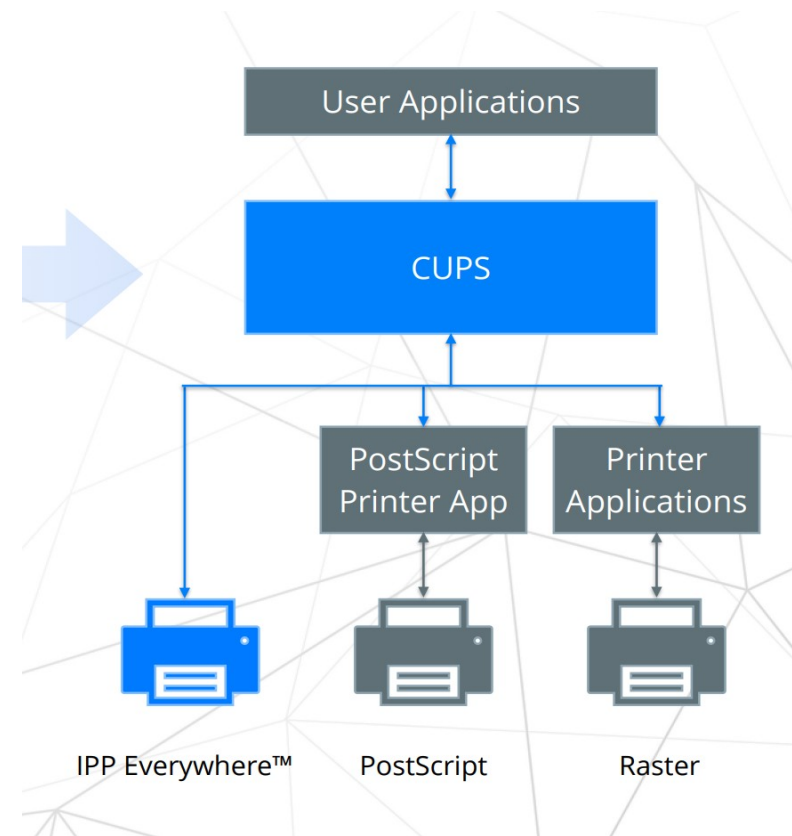 User Applications
CUPS
PostScript
Printer App
Printer
Applications
IPP Everywhere™
PostScript
Raster